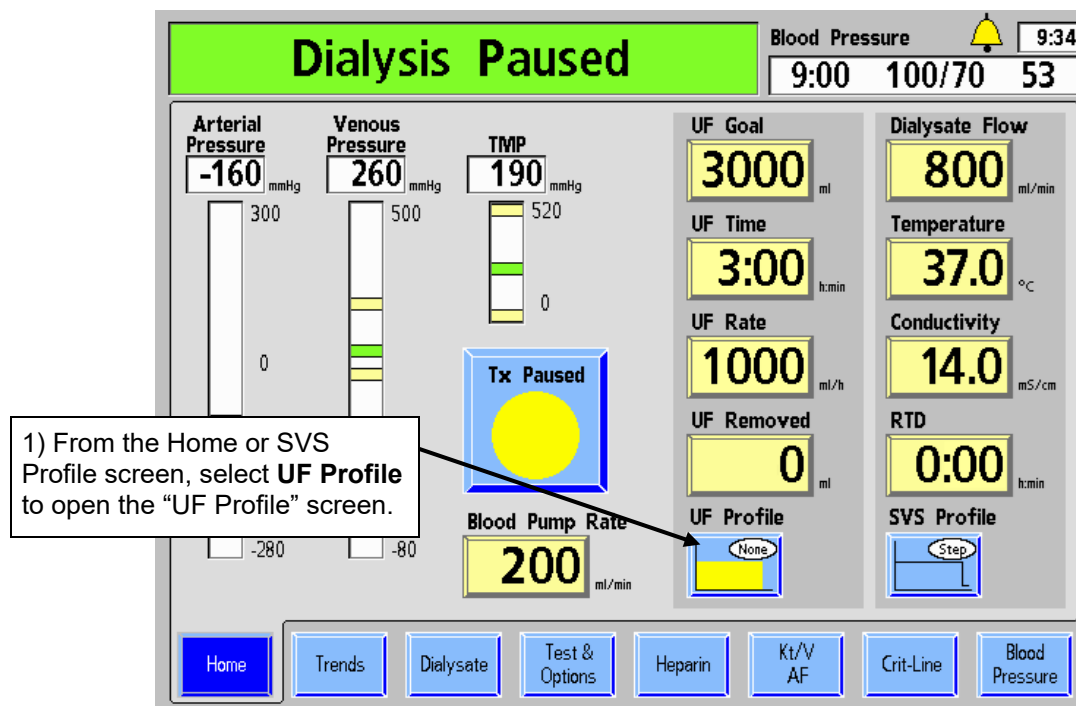 Dialysis Paused
Blood Pressure
9:34
9:00 100/70 53
Arterial
Pressure
-160 mmHg
300
0
-280
Venous
Pressure
260 mmHg
500
-80
TMP
190 mmHg
520
0
Tx Paused
Blood Pump Rate
200 ml/min
UF Goal
3000 ml
UF Time
3:00 h:min
UF Rate
1000 ml/h
UF Removed
0 ml
UF Profile
None
Dialysate Flow
800 ml/min
Temperature
37.0 °C
Conductivity
14.0 mS/cm
RTD
0:00 h:min
SVS Profile
Step
1) From the Home or SVS
Profile screen, select UF Profile
to open the “UF Profile” screen.
Home
Trends
Dialysate
Test &
Options
Heparin
Kt/V
AF
Crit-Line
Blood
Pressure